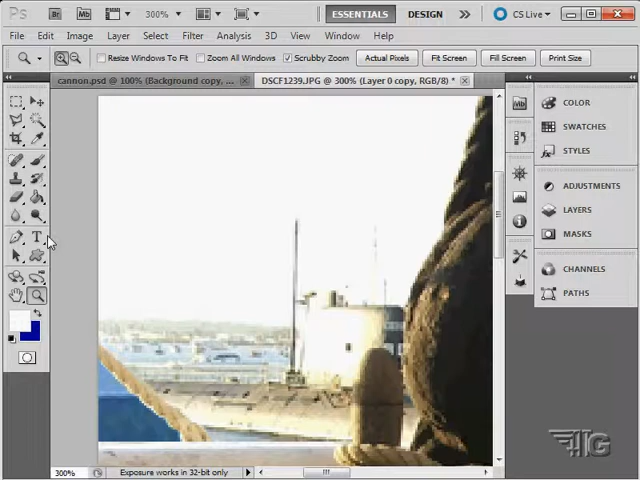 Ps Br Mb 300% ESSENTIALS DESIGN CS Live
File Edit Image Layer Select Filter Analysis 3D View Window Help
Resize Windows To Fit Zoom All Windows Scrubby Zoom Actual Pixels Fit Screen Fill Screen Print Size
cannon.psd @ 100% (Background copy, ... DSCF1239.JPG @ 300% (Layer 0 copy, RGB/8) *
Mb COLOR
SWATCHES
STYLES
ADJUSTMENTS
LAYERS
MASKS
CHANNELS
PATHS
T
300% Exposure works in 32-bit only